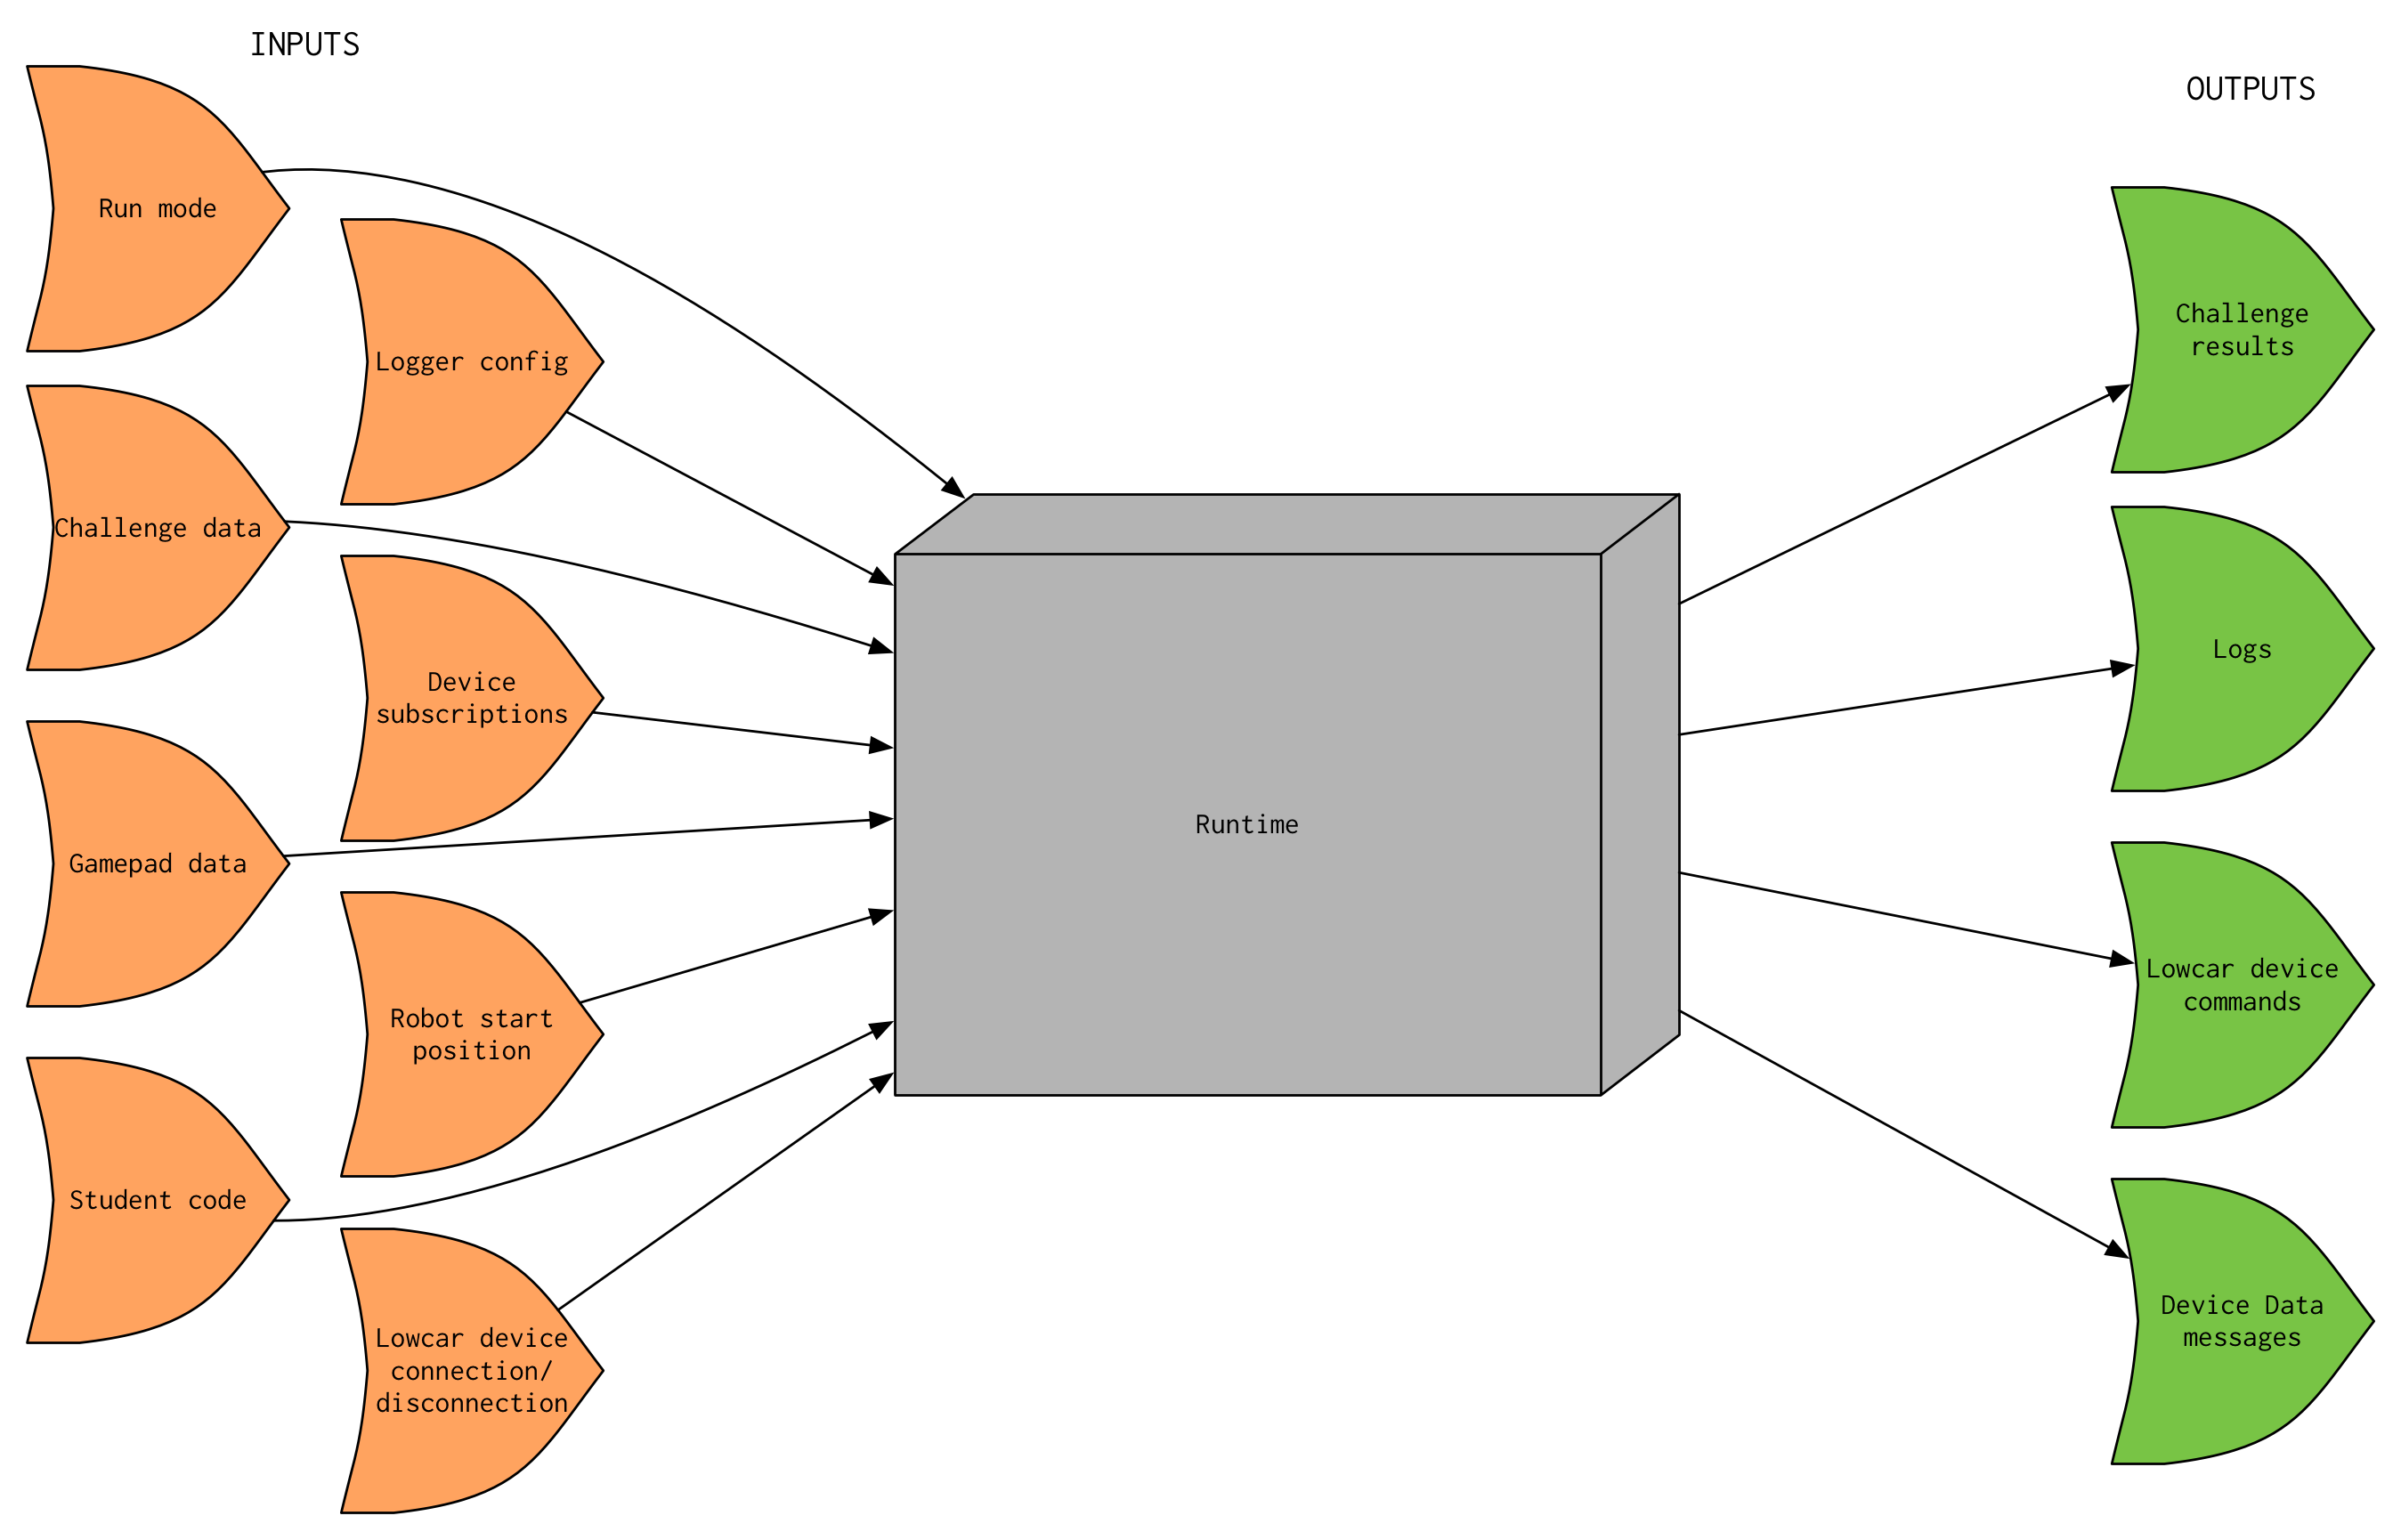 INPUTS
OUTPUTS
Run mode
Logger config
Challenge data
Device
subscriptions
Gamepad data
Robot start
position
Student code
Lowcar device
connection/
disconnection
Runtime
Challenge
results
Logs
Lowcar device
commands
Device Data
messages